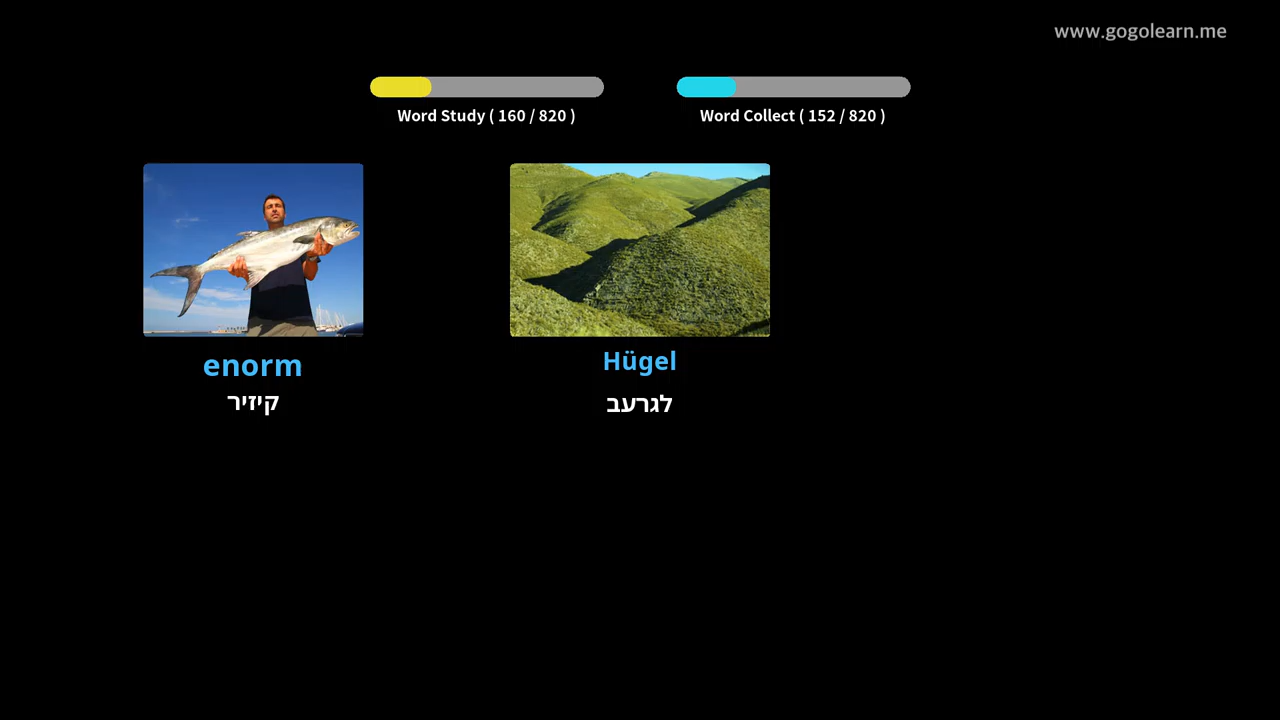 www.gogolearn.me
Word Study ( 160 / 820 )
Word Collect ( 152 / 820 )
enorm
קיזיר
Hügel
לגרעב